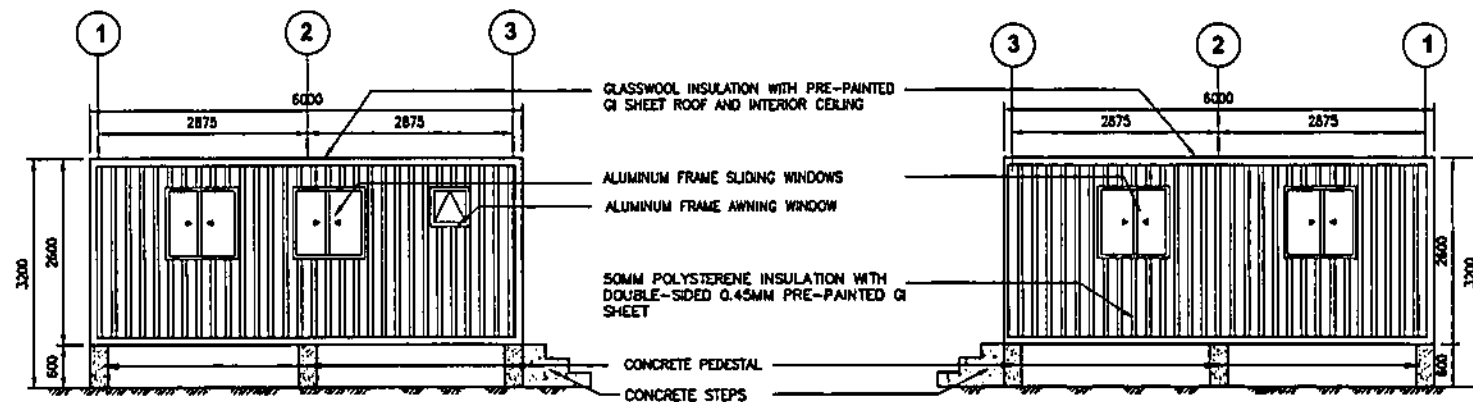 1 2 3
3 2 1
GLASSWOOL INSULATION WITH PRE-PAINTED
GI SHEET ROOF AND INTERIOR CEILING
6000
6000
2875 2875
2875 2875
ALUMINUM FRAME SLIDING WINDOWS
ALUMINUM FRAME AWNING WINDOW
3200
2600
2600
3200
50MM POLYSTERENE INSULATION WITH
DOUBLE-SIDED 0.45MM PRE-PAINTED GI
SHEET
600
600
CONCRETE PEDESTAL
CONCRETE STEPS